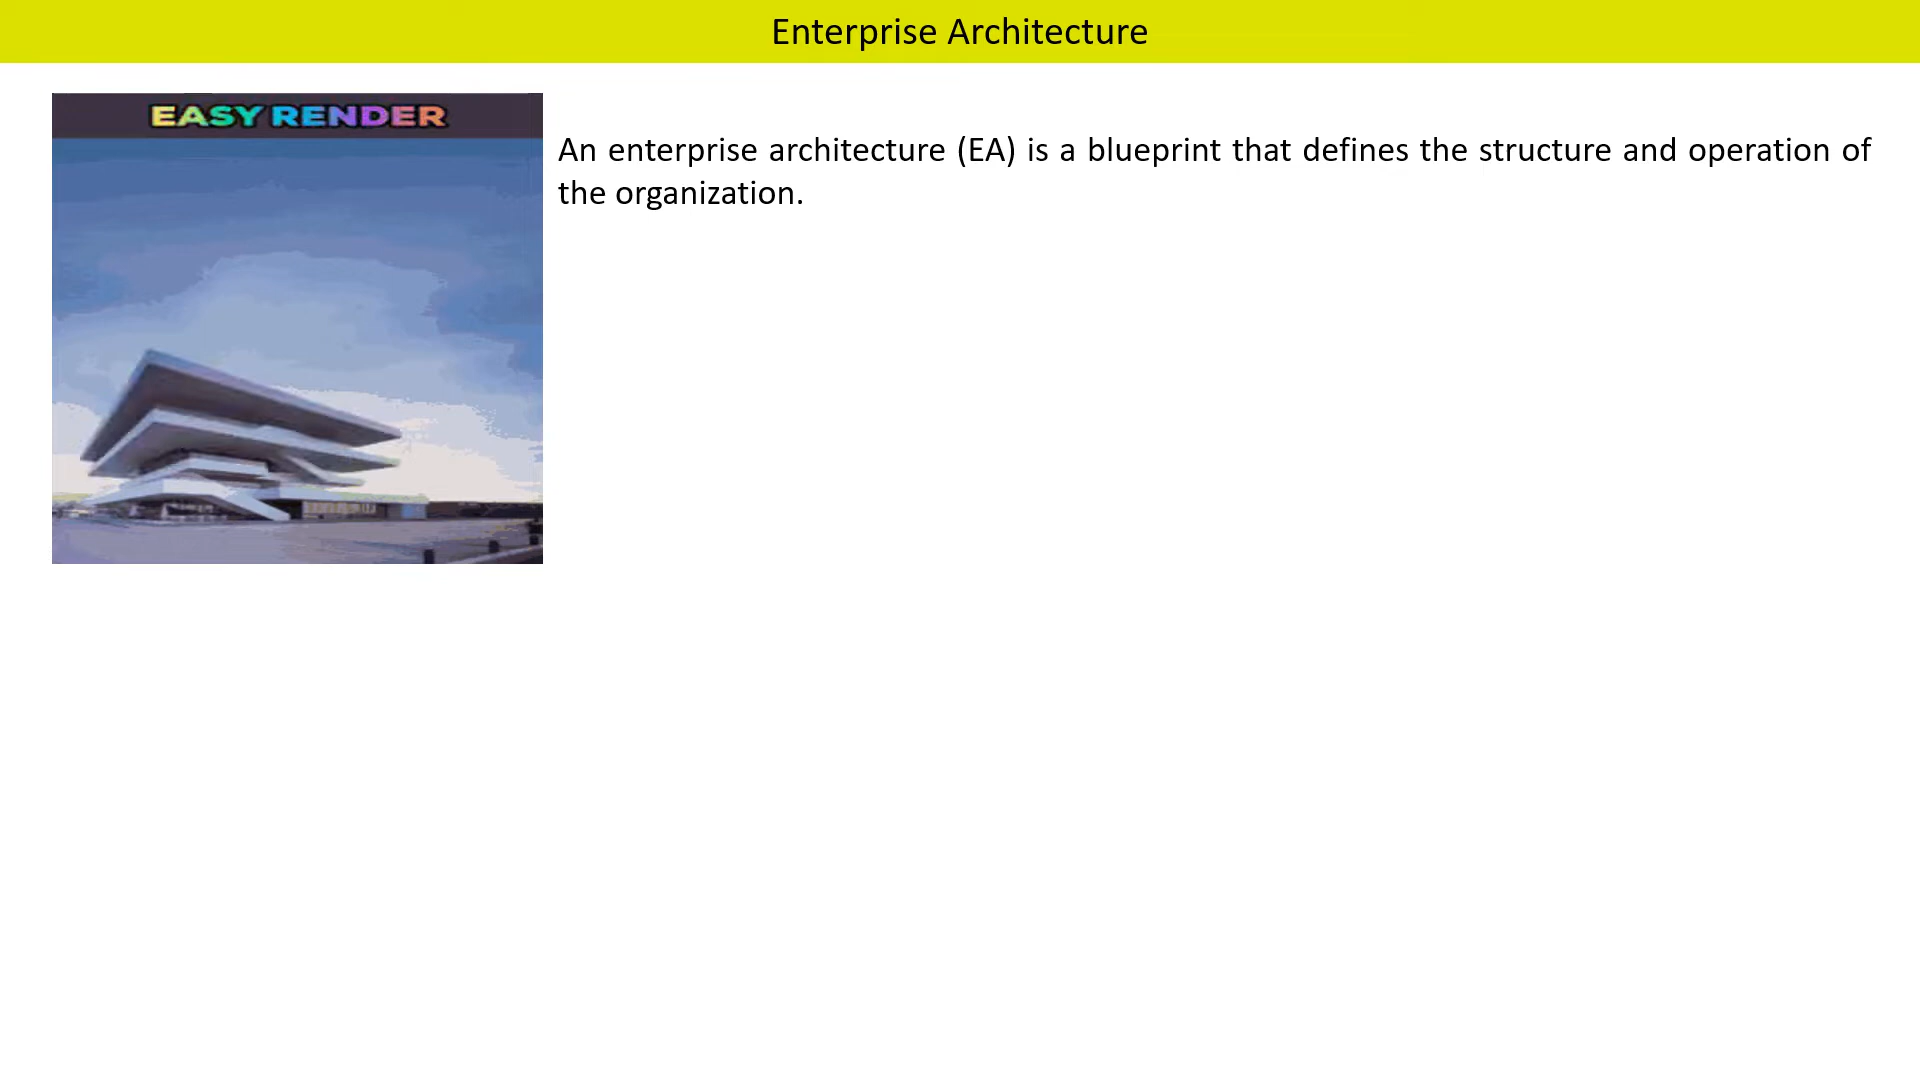 Enterprise Architecture
EASY RENDER
An enterprise architecture (EA) is a blueprint that defines the structure and operation of
the organization.